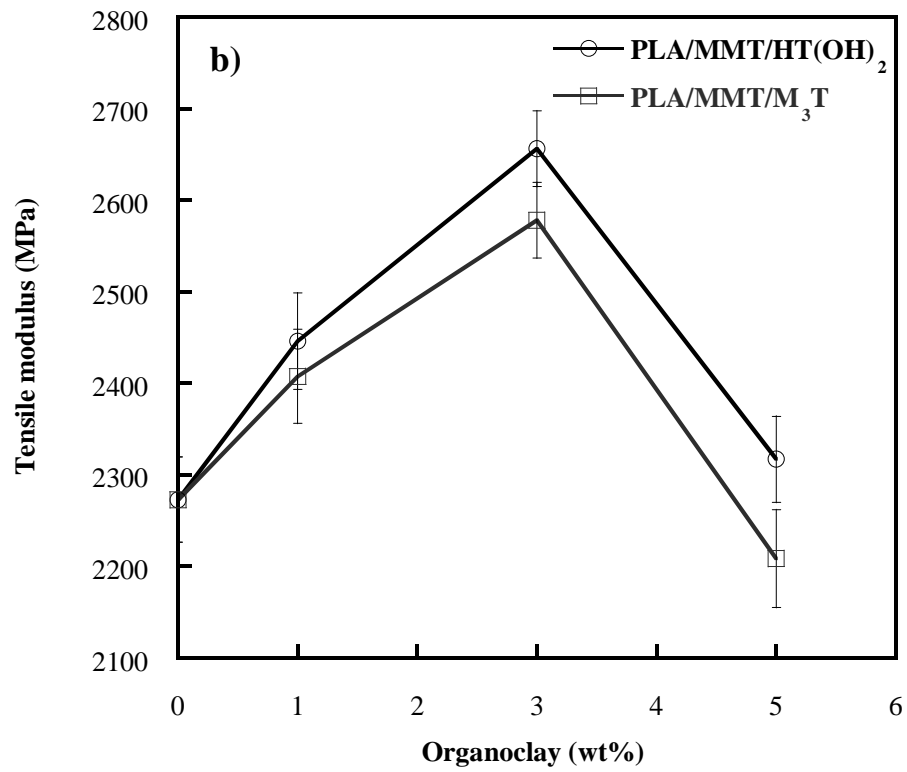 b)
PLA/MMT/HT(OH)₂
PLA/MMT/M₃T
Tensile modulus (MPa)
2800
2700
2600
2500
2400
2300
2200
2100
0 1 2 3 4 5 6
Organoclay (wt%)